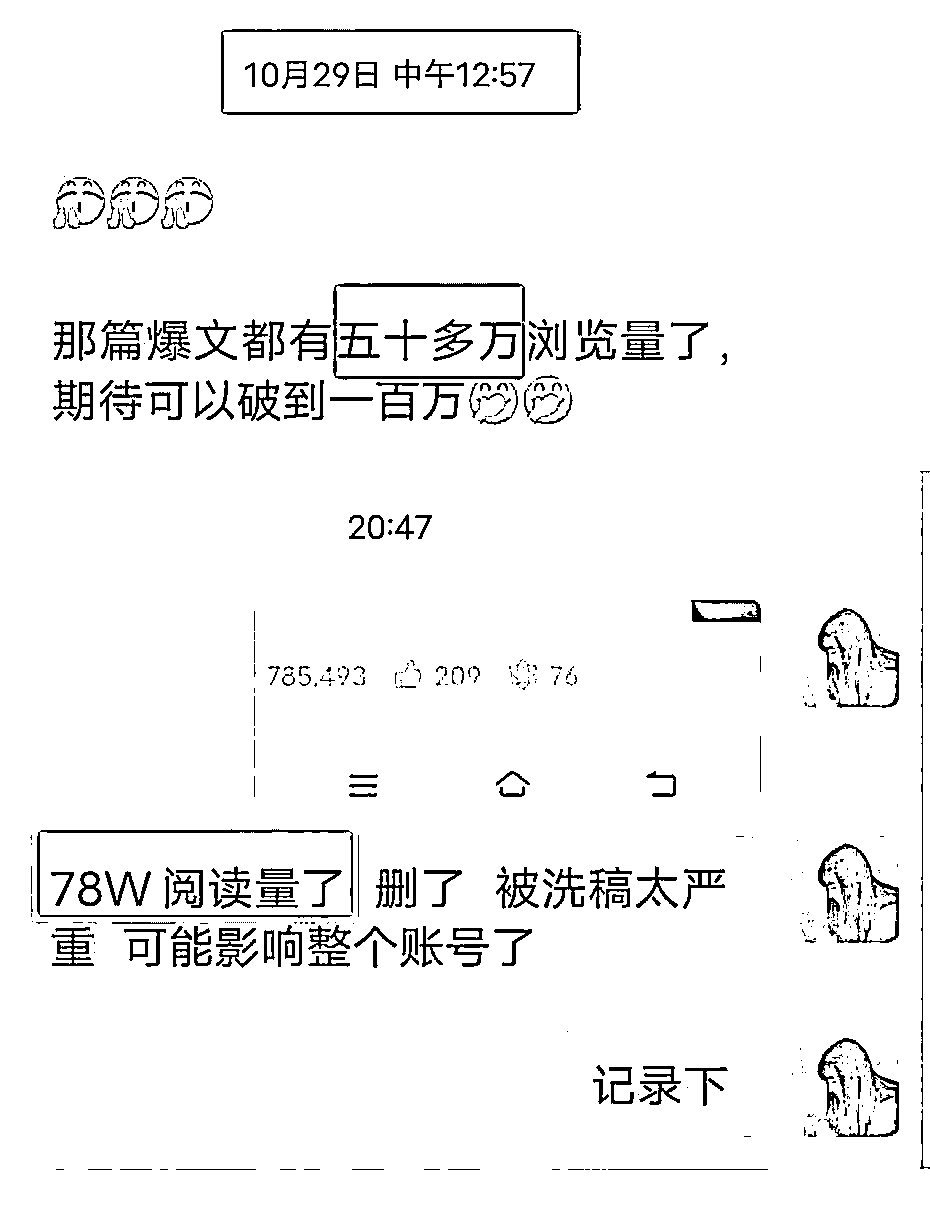 10月29日 中午12:57
那篇爆文都有五十多万浏览量了，
期待可以破到一百万
20:47
785,493 209 76
78W 阅读量了 删了 被洗稿太严
重 可能影响整个账号了
记录下